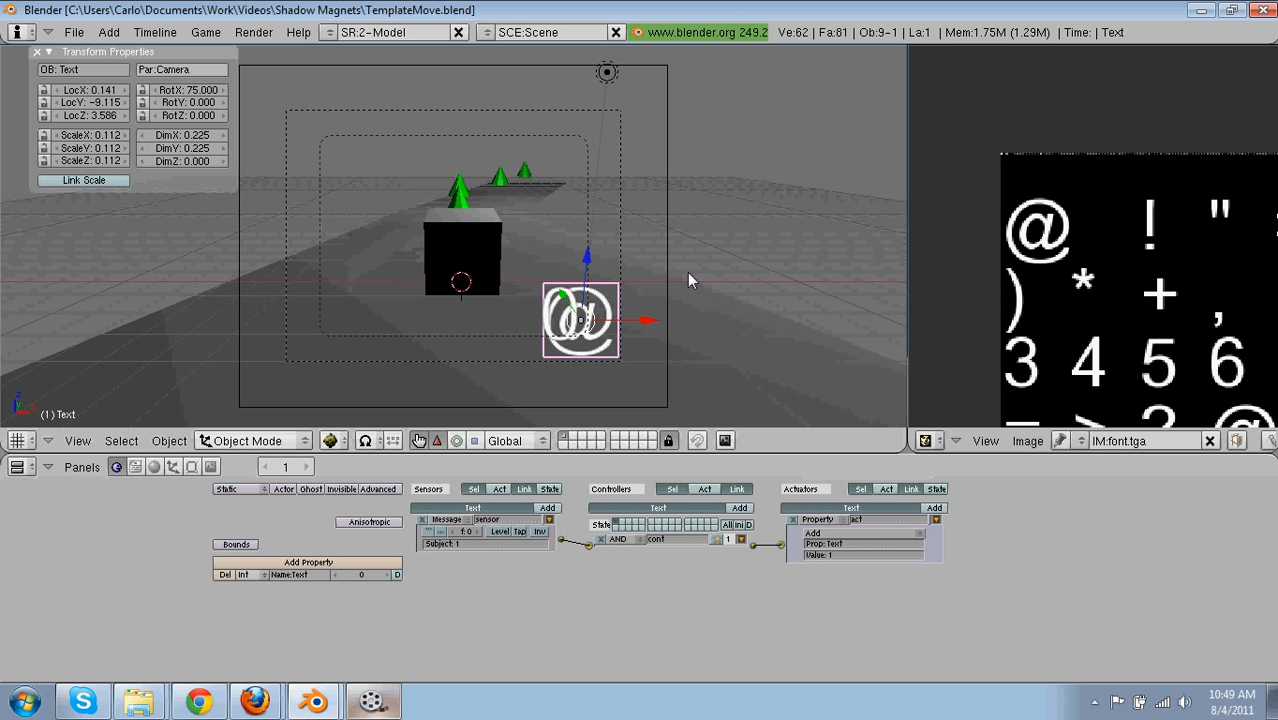 Blender [C:\Users\Carlo\Documents\Work\Videos\Shadow Magnets\TemplateMove.blend]
File Add Timeline Game Render Help SR:2-Model SCE:Scene www.blender.org 249.2 Ve:62 | Fa:81 | Ob:9-1 | La:1 | Mem:1.75M (1.29M) | Time: | Text
Transform Properties
OB: Text Par:Camera
LocX: 0.141 RotX: 75.000
LocY: -9.115 RotY: 0.000
LocZ: 3.586 RotZ: 0.000
ScaleX: 0.112 DimX: 0.225
ScaleY: 0.112 DimY: 0.225
ScaleZ: 0.112 DimZ: 0.000
Link Scale
@
@ ! "
) * + ,
3 4 5 6
= > ? @
z
(1) Text
View Select Object Object Mode Global View Image IM:font.tga
Panels 1
Static Actor Ghost Invisible Advanced Sensors Sel Act Link State Controllers Sel Act Link Actuators Sel Act Link State
Text Add Text Add Text Add
Anisotropic Message sensor State All Ini D Property act
f: 0 Level Tap Inv AND cont 1 Add
Bounds Subject: 1 Prop: Text
Value: 1
Add Property
Del Int Name:Text 0 D
10:49 AM
8/4/2011